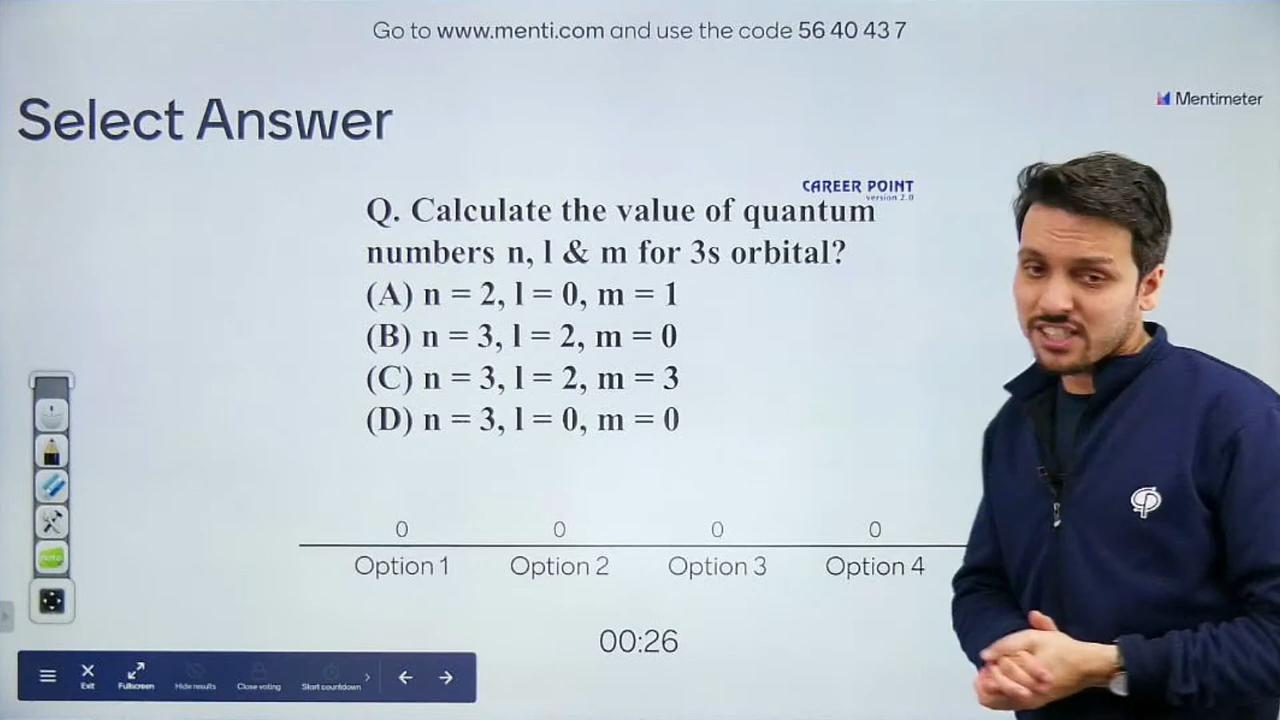 Go to www.menti.com and use the code 56 40 43 7
Select Answer
Mentimeter
CAREER POINT
version 2.0
Q. Calculate the value of quantum
numbers n, l & m for 3s orbital?
(A) n = 2, l = 0, m = 1
(B) n = 3, l = 2, m = 0
(C) n = 3, l = 2, m = 3
(D) n = 3, l = 0, m = 0
0 0 0 0
Option 1 Option 2 Option 3 Option 4
00:26
Exit Fullscreen Hide results Close voting Start countdown